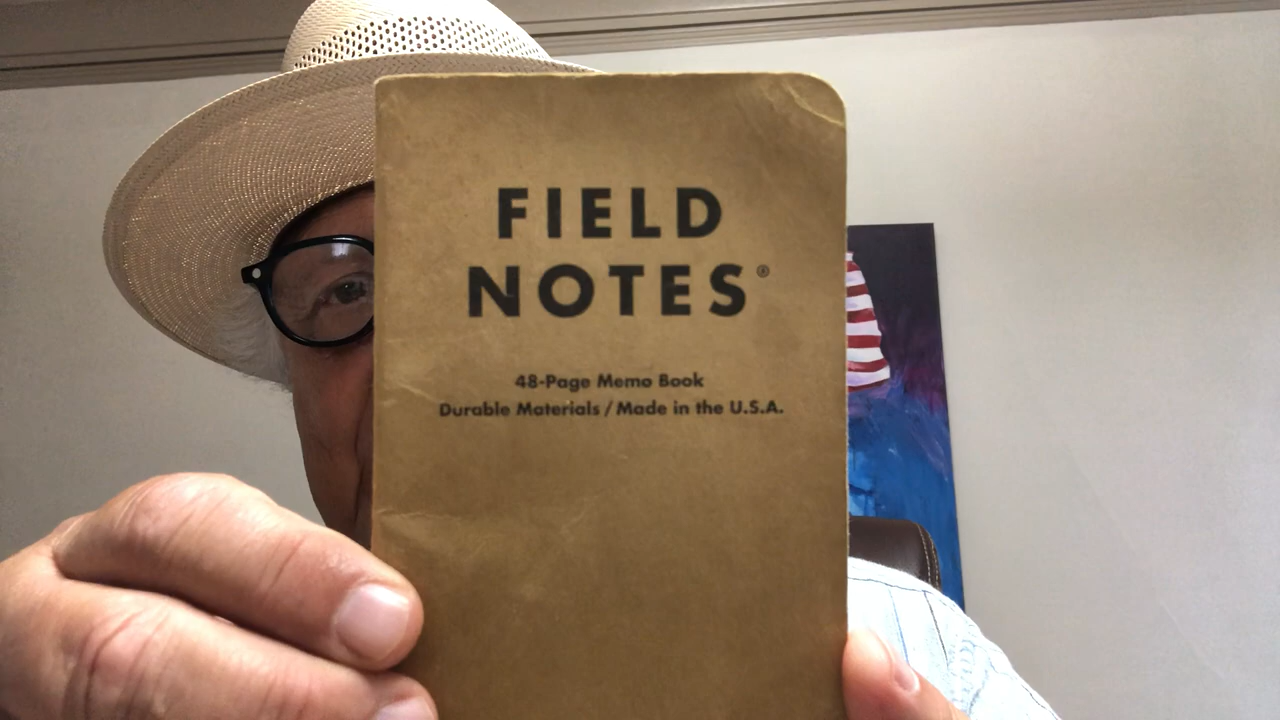 FIELD
NOTES®
48-Page Memo Book
Durable Materials / Made in the U.S.A.